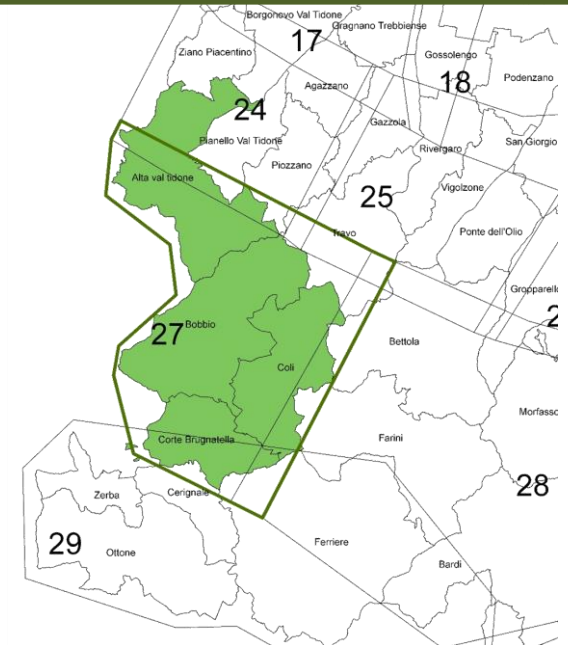 Borgonovo Val Tidone
Gragnano Trebbiense
17
Ziano Piacentino
Gossolengo
18
Podenzano
Agazzano
24
Gazzola
Pianello Val Tidone
Rivergaro
San Giorgio
Piozzano
Alta val tidone
25
Vigolzone
Travo
Ponte dell'Olio
Gropparell
2
27
Bobbio
Bettola
Coli
Morfasso
Corte Brugnatella
Farini
Zerba
Cerignale
28
29
Ottone
Ferriere
Bardi